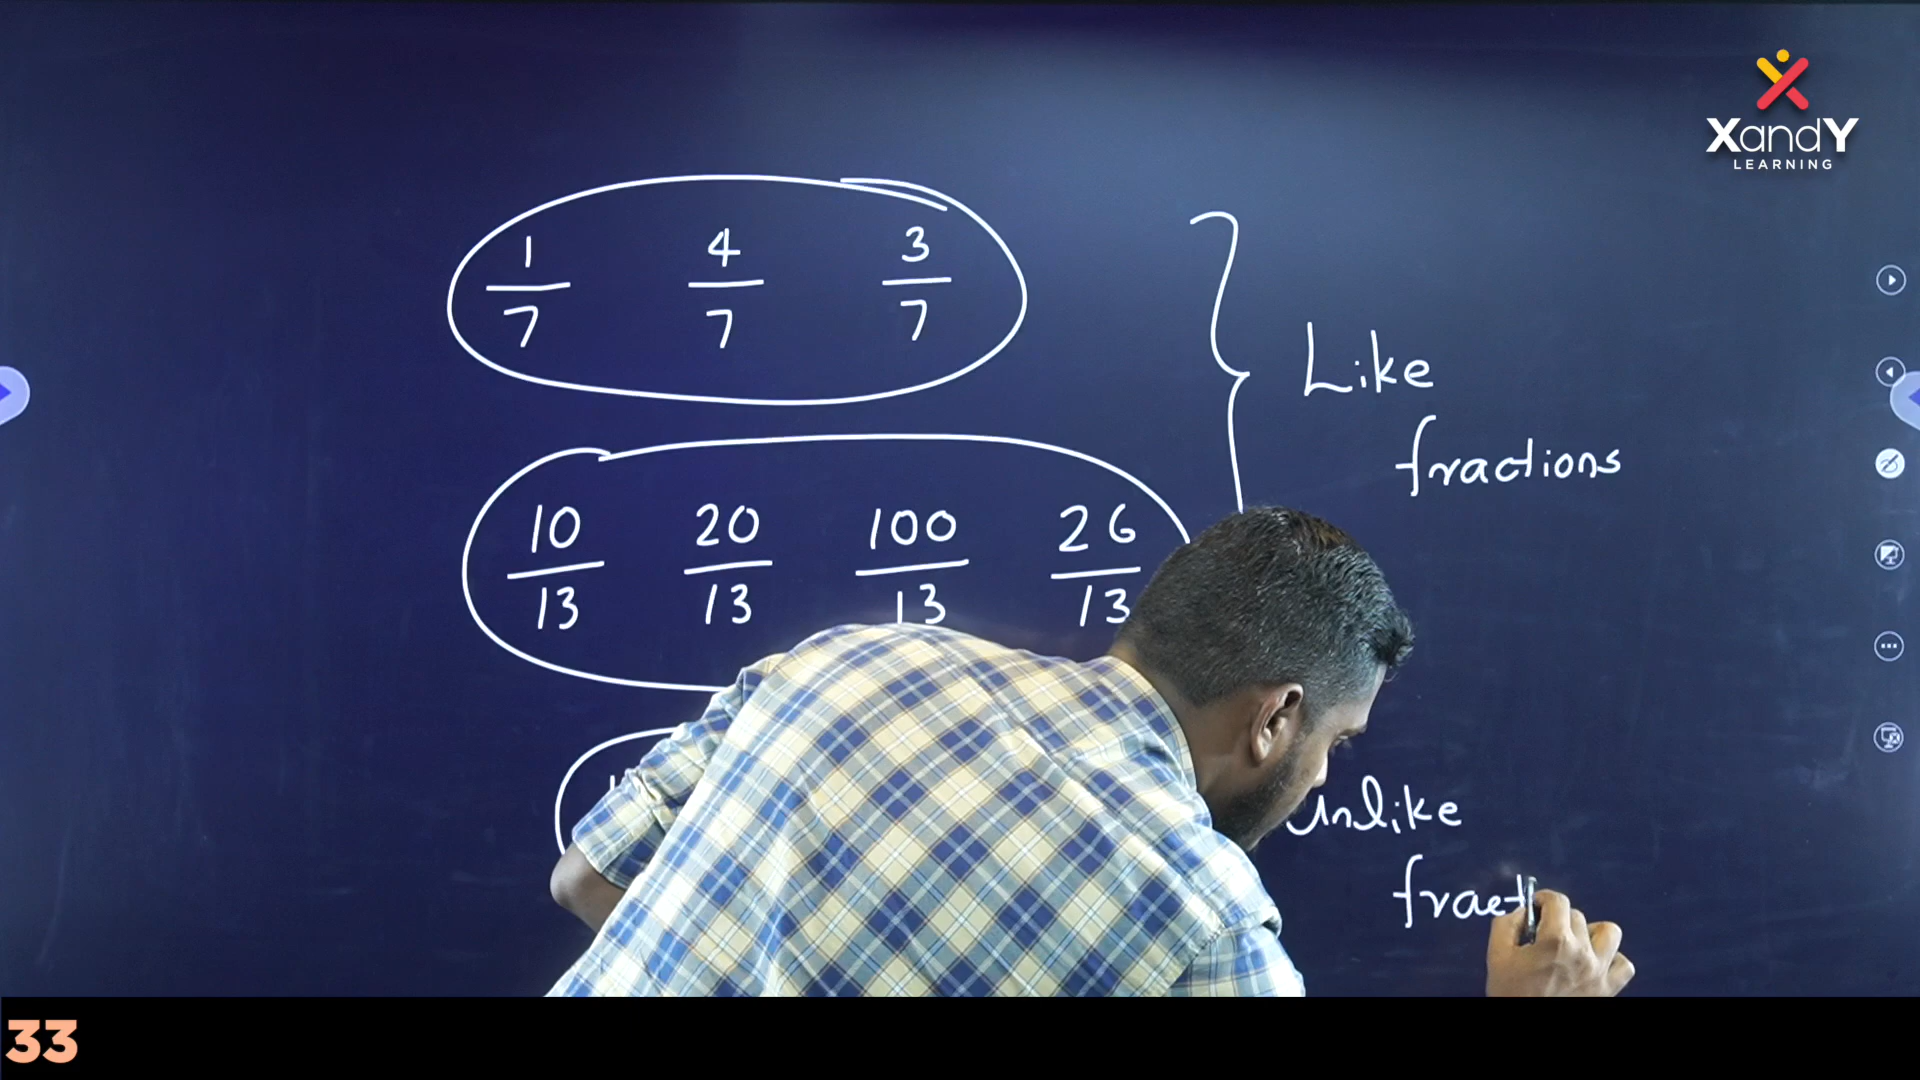 XandY
LEARNING
1/7 4/7 3/7
Like
fractions
10/13 20/13 100/13 26/13
Unlike
fract
33